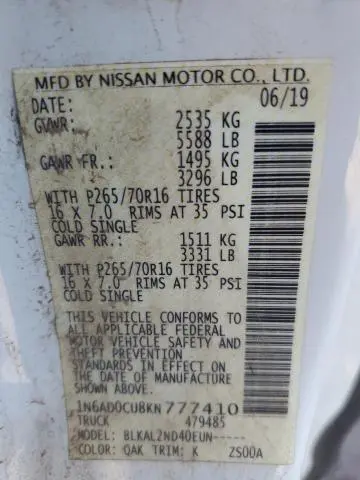 MFD BY NISSAN MOTOR CO., LTD.
DATE: 06/19
GVWR: 2535 KG
5588 LB
GAWR FR.: 1495 KG
3296 LB
WITH P265/70R16 TIRES
16 X 7.0 RIMS AT 35 PSI
COLD SINGLE
GAWR RR.: 1511 KG
3331 LB
WITH P265/70R16 TIRES
16 X 7.0 RIMS AT 35 PSI
COLD SINGLE
THIS VEHICLE CONFORMS TO
ALL APPLICABLE FEDERAL
MOTOR VEHICLE SAFETY AND
THEFT PREVENTION
STANDARDS IN EFFECT ON
THE DATE OF MANUFACTURE
SHOWN ABOVE.
1N6AD0CU8KN777410
TRUCK 479485
MODEL: BLKAL2ND40EUN-----
COLOR: QAK TRIM: K ZS00A